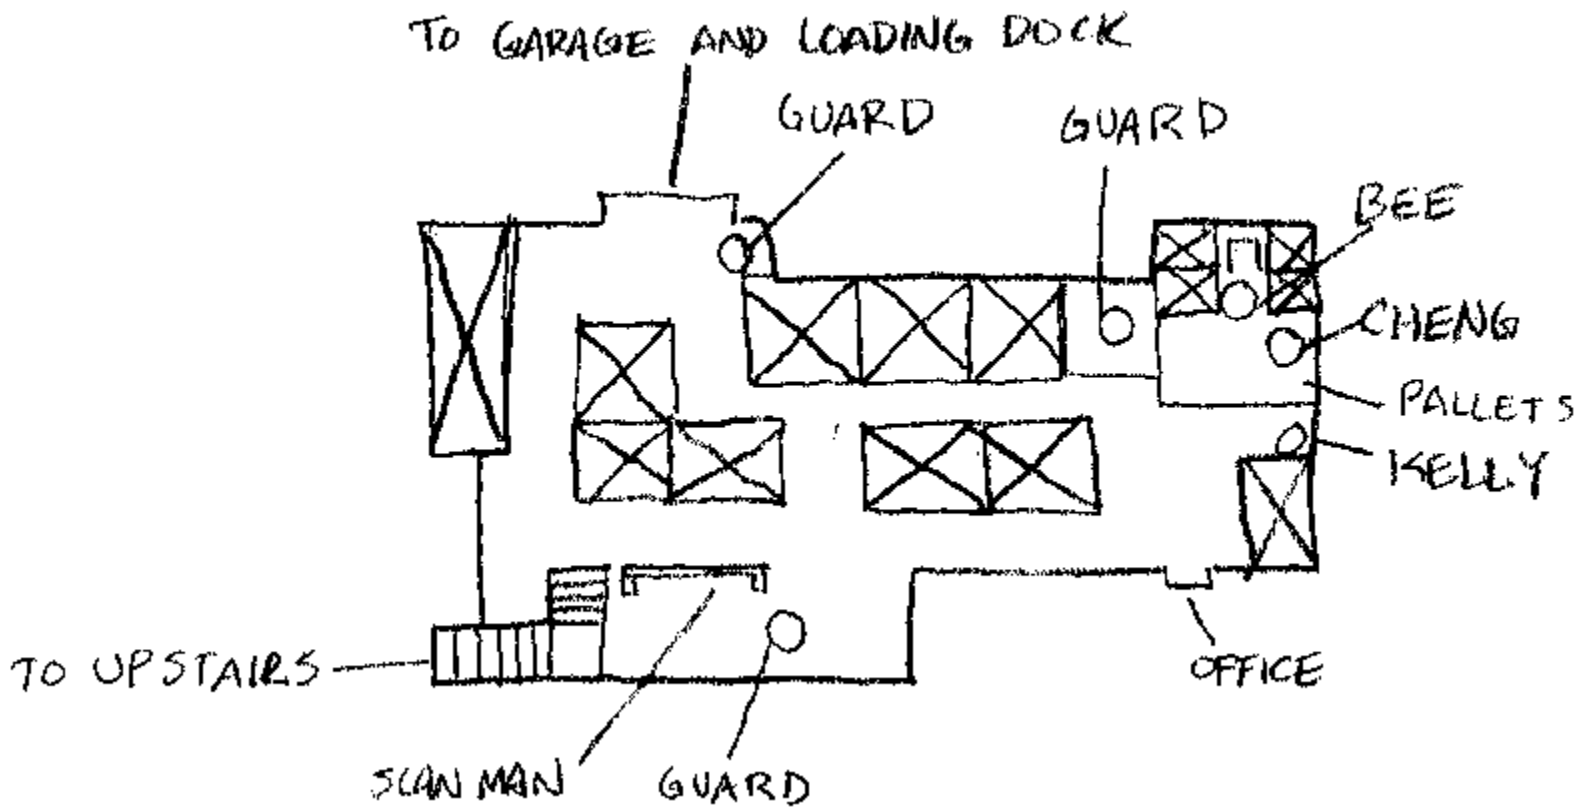 TO GARAGE AND LOADING DOCK
GUARD
GUARD
BEE
CHENG
PALLETS
KELLY
TO UPSTAIRS
OFFICE
SCAN MAN
GUARD